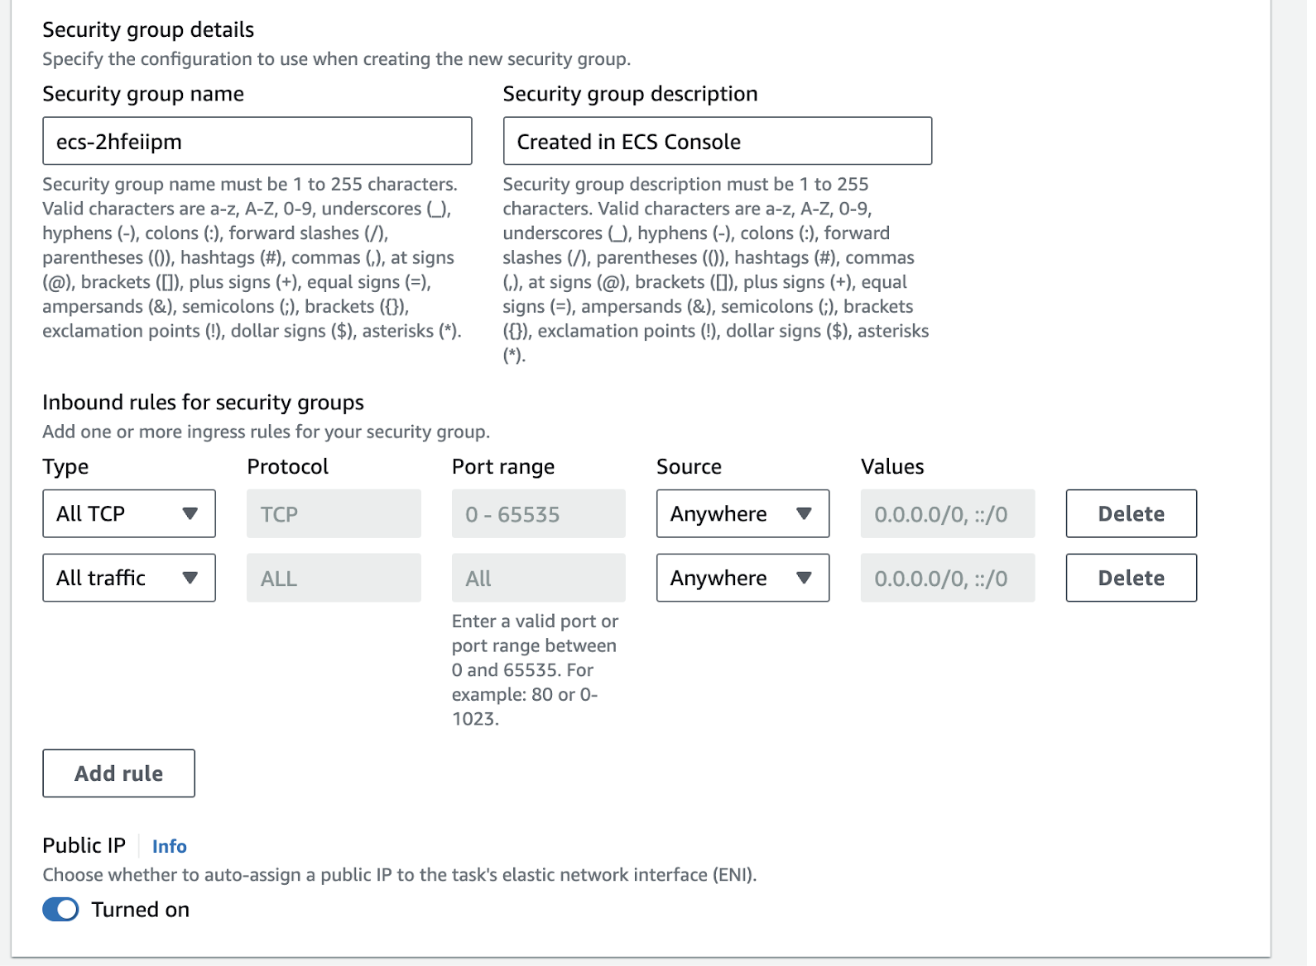 Security group details
Specify the configuration to use when creating the new security group.
Security group name
Security group description
ecs-2hfeiipm
Created in ECS Console
Security group name must be 1 to 255 characters.
Valid characters are a-z, A-Z, 0-9, underscores (_),
hyphens (-), colons (:), forward slashes (/),
parentheses (()), hashtags (#), commas (,), at signs
(@), brackets ([]), plus signs (+), equal signs (=),
ampersands (&), semicolons (;), brackets ({}),
exclamation points (!), dollar signs ($), asterisks (*).
Security group description must be 1 to 255
characters. Valid characters are a-z, A-Z, 0-9,
underscores (_), hyphens (-), colons (:), forward
slashes (/), parentheses (()), hashtags (#), commas
(,), at signs (@), brackets ([]), plus signs (+), equal
signs (=), ampersands (&), semicolons (;), brackets
({}), exclamation points (!), dollar signs ($), asterisks
(*).
Inbound rules for security groups
Add one or more ingress rules for your security group.
Type Protocol Port range Source Values
All TCP TCP 0 - 65535 Anywhere 0.0.0.0/0, ::/0 Delete
All traffic ALL All Anywhere 0.0.0.0/0, ::/0 Delete
Enter a valid port or
port range between
0 and 65535. For
example: 80 or 0-
1023.
Add rule
Public IP Info
Choose whether to auto-assign a public IP to the task's elastic network interface (ENI).
Turned on